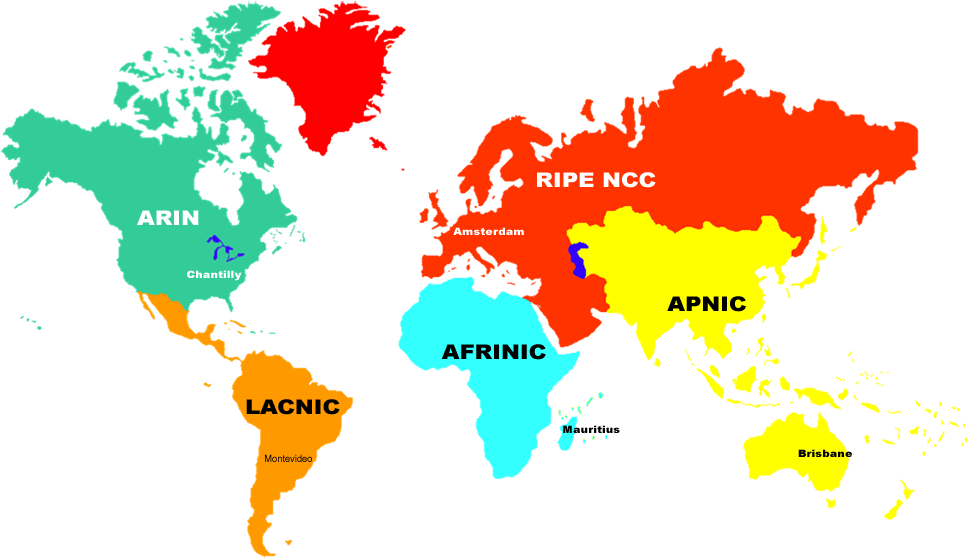 RIPE NCC
ARIN
Amsterdam
Chantilly
APNIC
AFRINIC
LACNIC
Mauritius
Brisbane
Montevideo